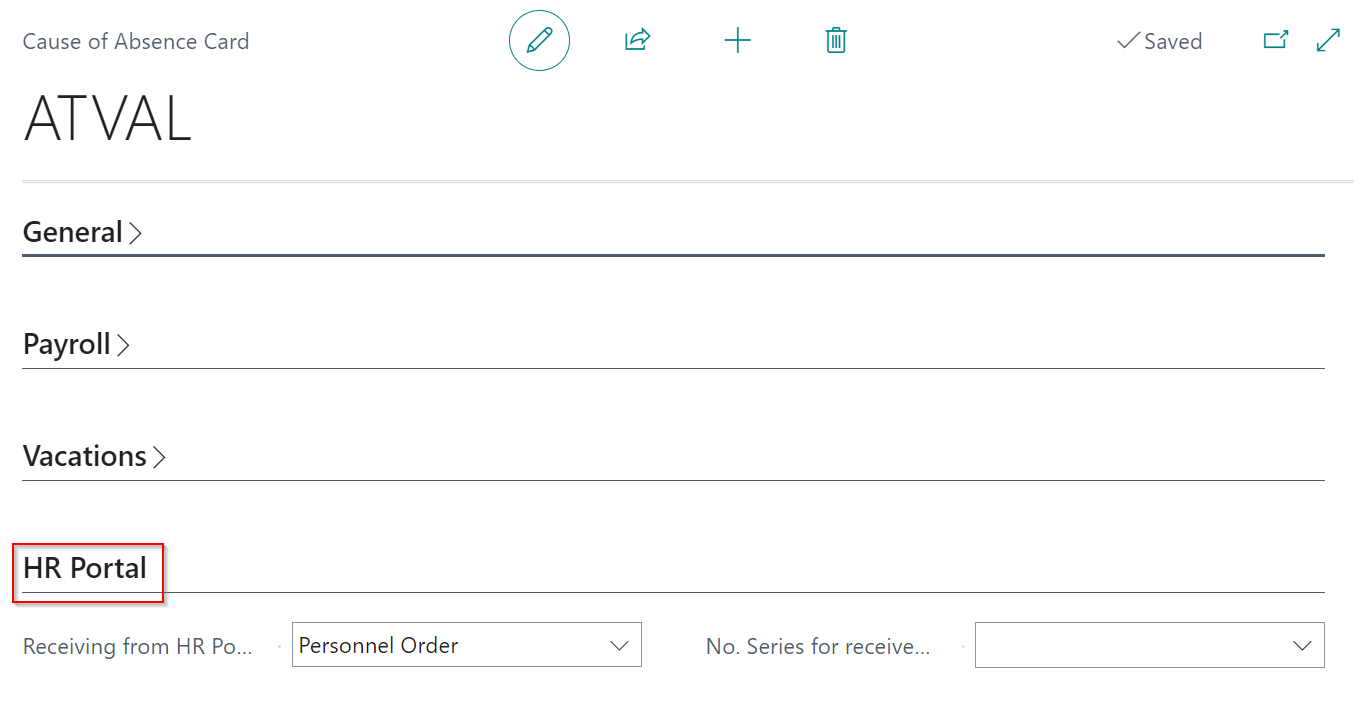 Cause of Absence Card
Saved
ATVAL
General
Payroll
Vacations
HR Portal
Receiving from HR Po... Personnel Order No. Series for receive...